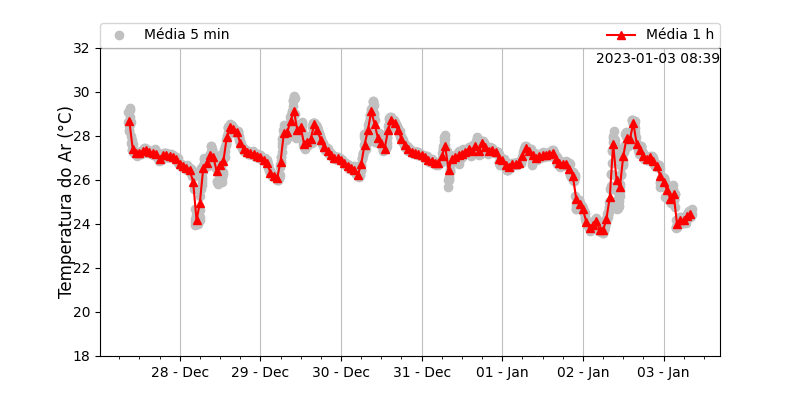 Média 5 min
Média 1 h
2023-01-03 08:39
Temperatura do Ar (°C)
32
30
28
26
24
22
20
18
28 - Dec
29 - Dec
30 - Dec
31 - Dec
01 - Jan
02 - Jan
03 - Jan